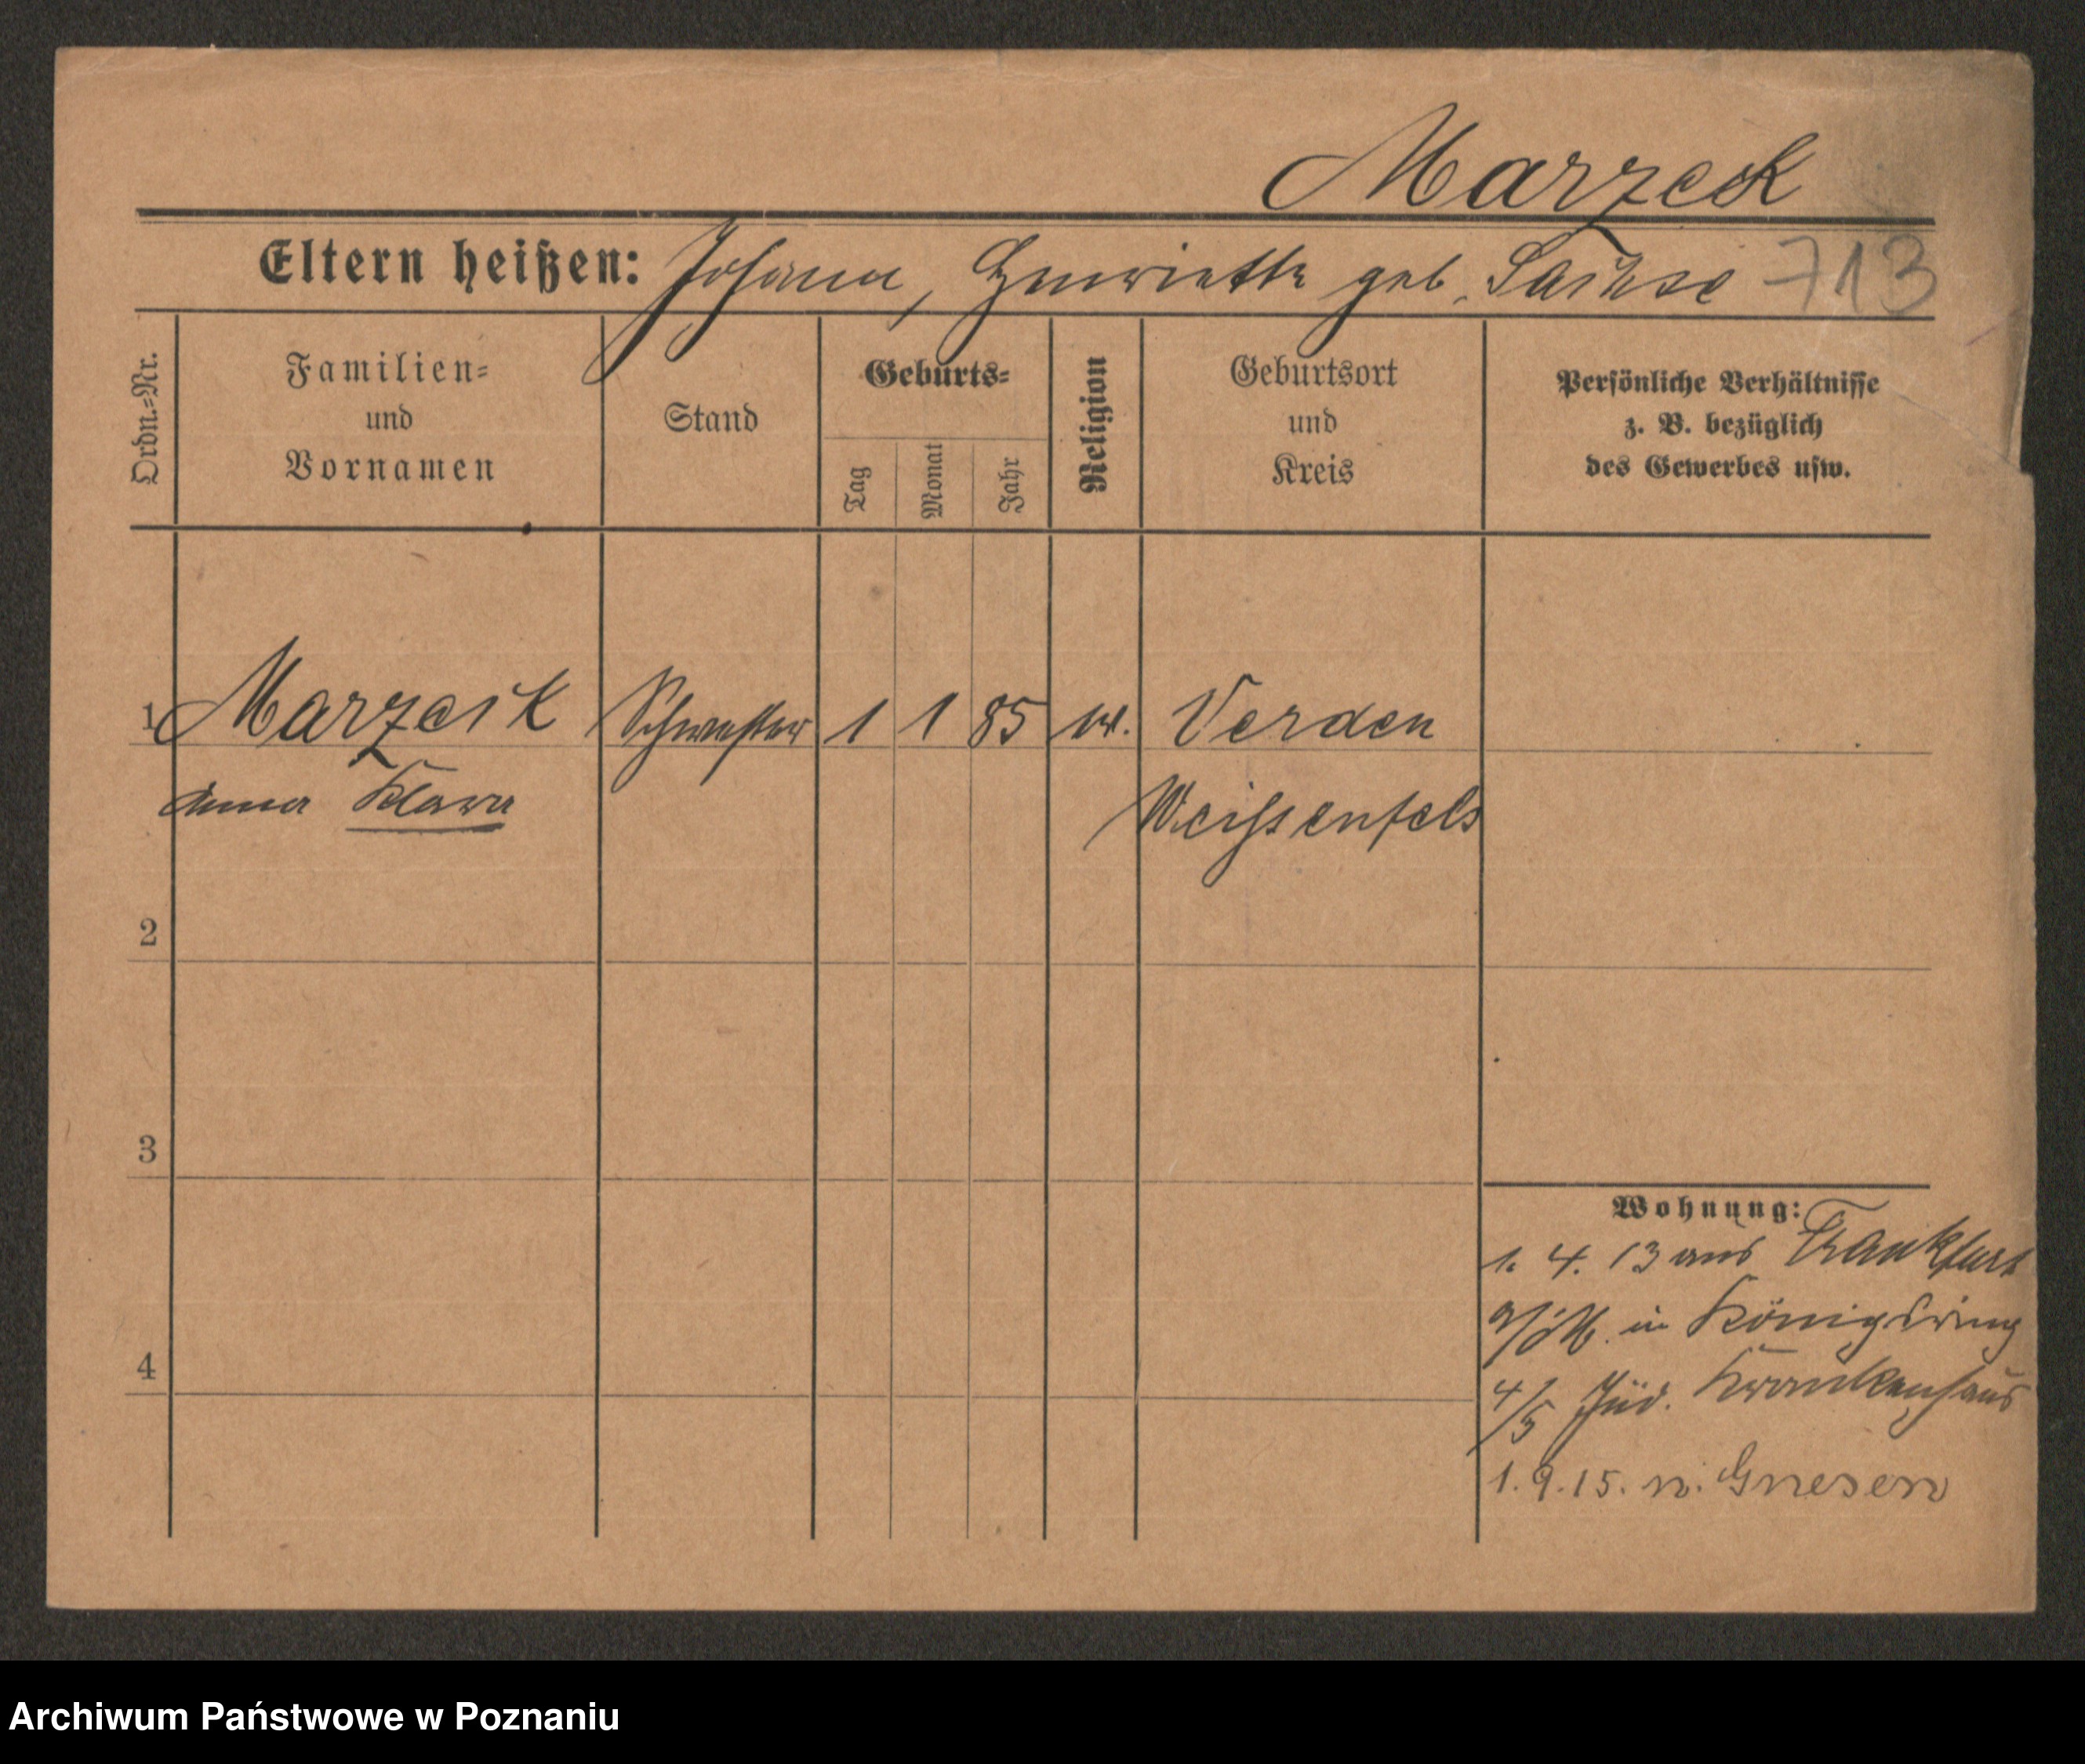 Marzeck
Eltern heißen: Johann, Henriette geb. Sachse 713
Ordn.=Nr.
Familien=
und
Vornamen
Stand
Geburts=
Tag
Monat
Jahr
Religion
Geburtsort
und
Kreis
Persönliche Verhältnisse
z. B. bezüglich
des Gewerbes usw.
1 Marzeck Schwester 1 1 85 ev. Verden
Anna Klara Weissenfels
2
3
4
Wohnung:
1. 4. 13 aus Frankfurt
a/M. in Königsring
4/5 Jüd. Krankenhaus
1. 9. 15. n. Gnesen
Archiwum Państwowe w Poznaniu